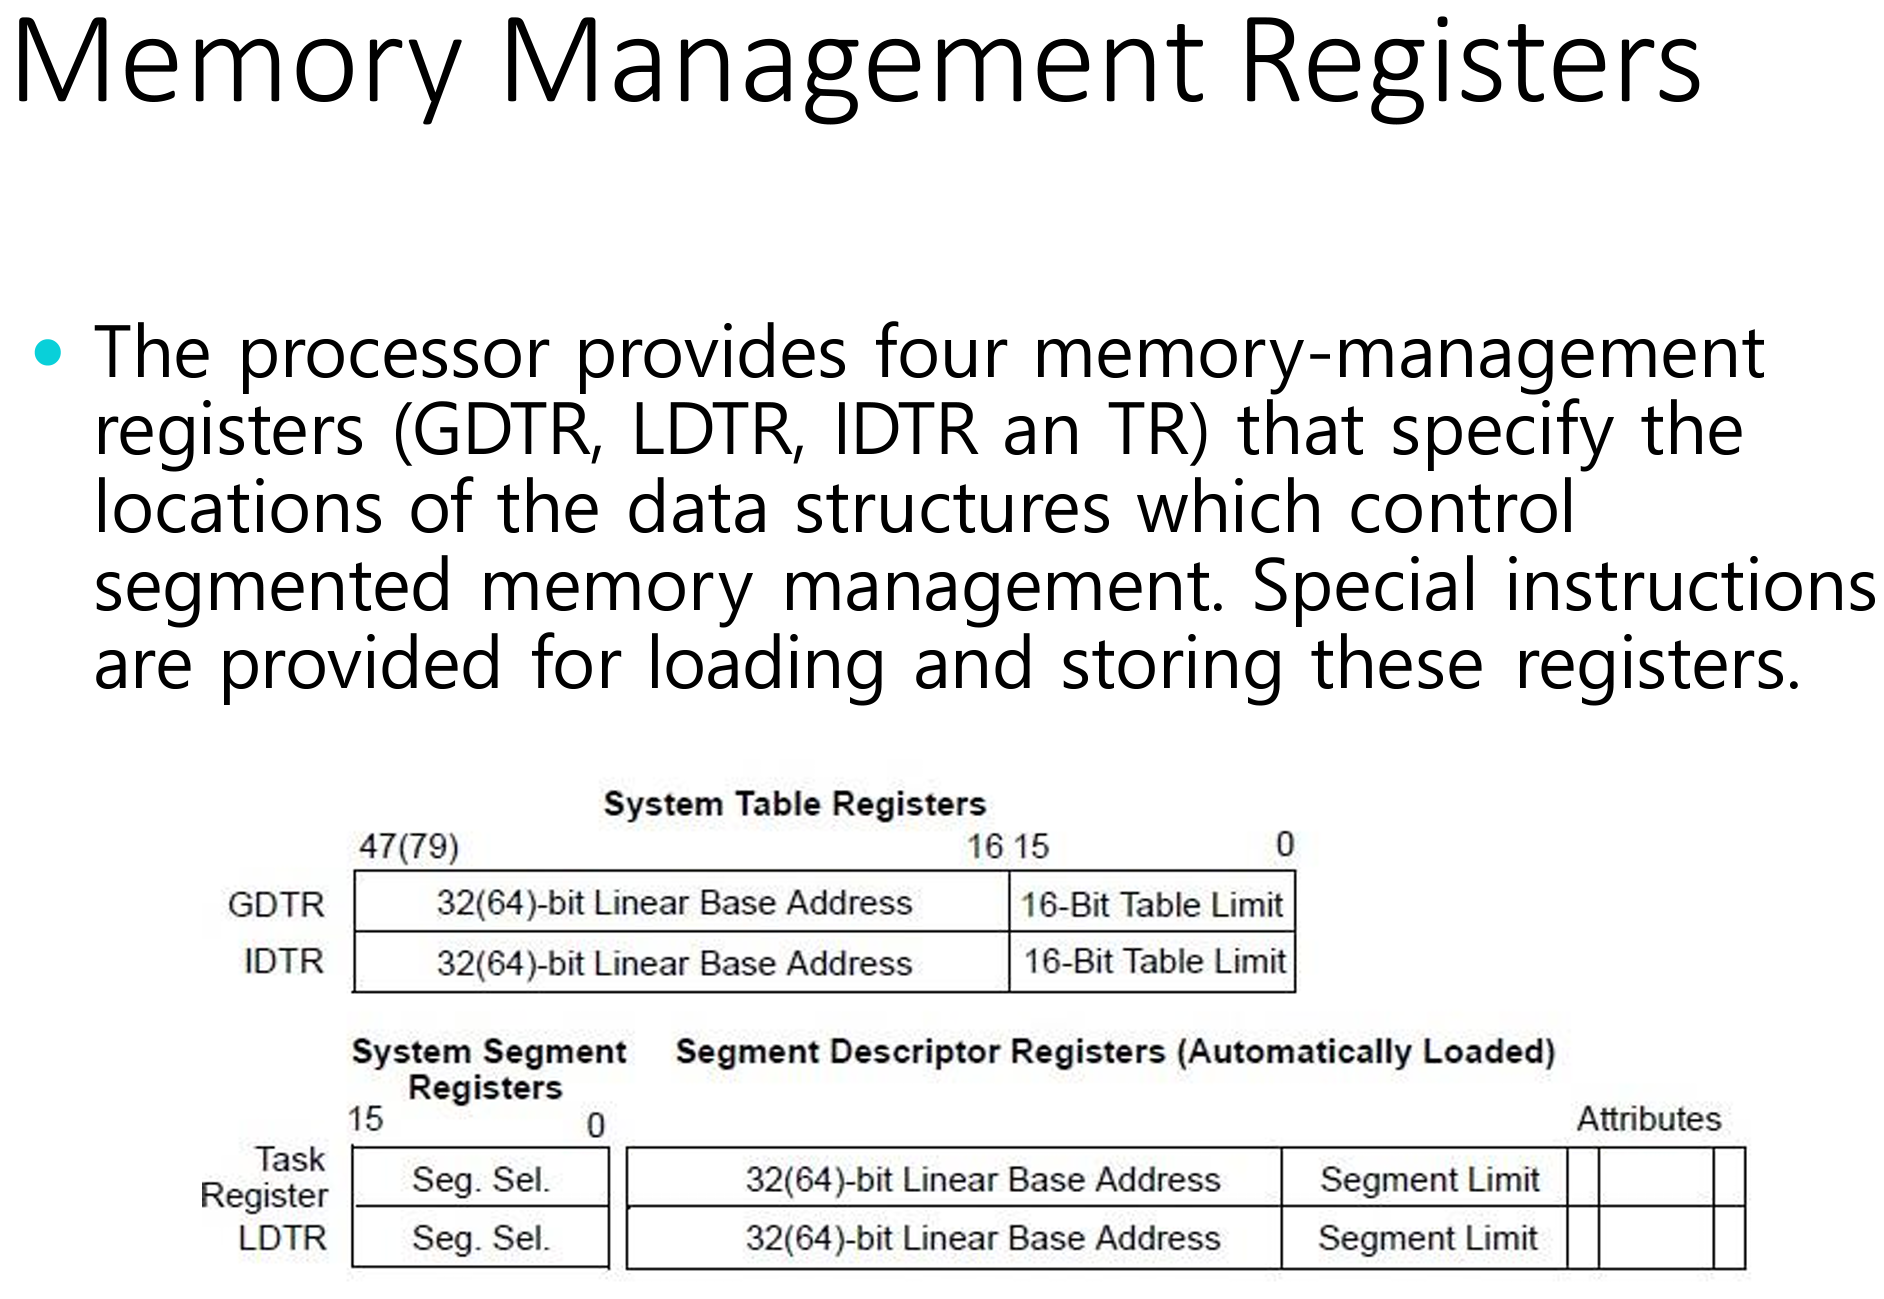 Memory Management Registers
• The processor provides four memory-management
registers (GDTR, LDTR, IDTR an TR) that specify the
locations of the data structures which control
segmented memory management. Special instructions
are provided for loading and storing these registers.
System Table Registers
47(79) 16 15 0
GDTR 32(64)-bit Linear Base Address 16-Bit Table Limit
IDTR 32(64)-bit Linear Base Address 16-Bit Table Limit
System Segment Segment Descriptor Registers (Automatically Loaded)
Registers
15 0 Attributes
Task
Register Seg. Sel. 32(64)-bit Linear Base Address Segment Limit
LDTR Seg. Sel. 32(64)-bit Linear Base Address Segment Limit